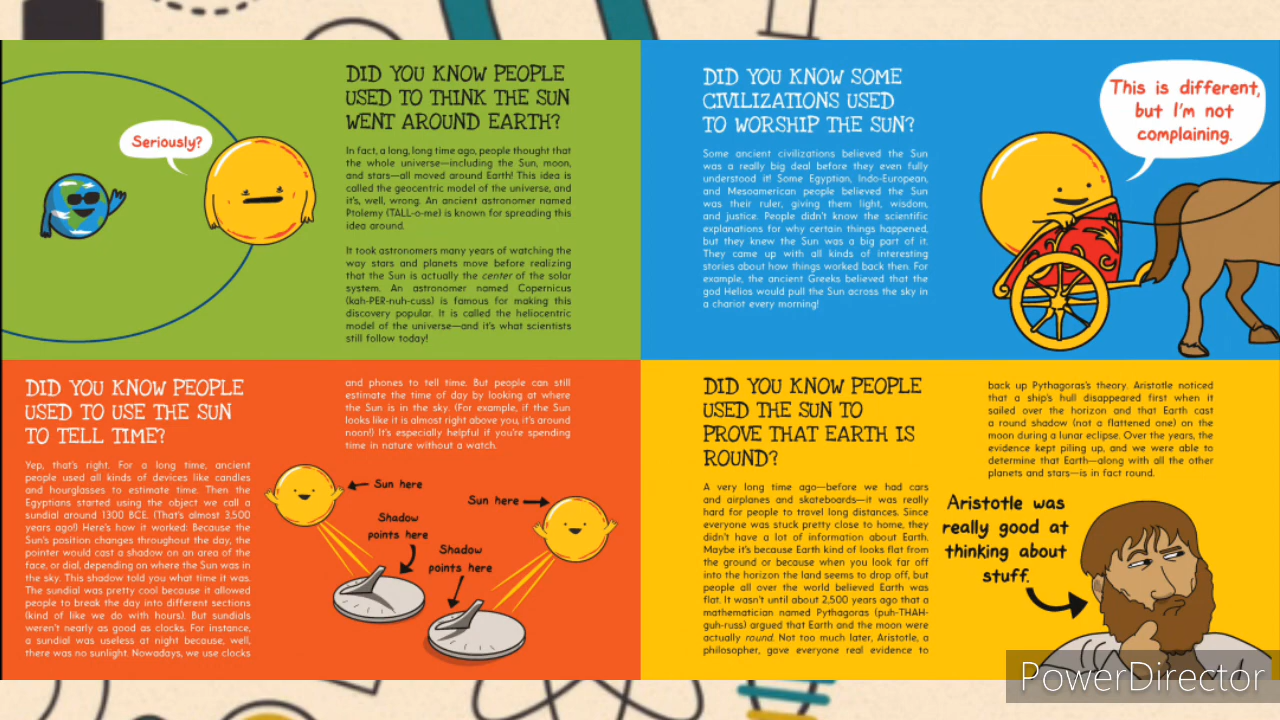 Seriously?
DID YOU KNOW PEOPLE
USED TO THINK THE SUN
WENT AROUND EARTH?
In fact, a long, long time ago, people thought that
the whole universe—including the Sun, moon,
and stars—all moved around Earth! This idea is
called the geocentric model of the universe, and
it's, well, wrong. An ancient astronomer named
Ptolemy (TALL-o-me) is known for spreading this
idea around.
It took astronomers many years of watching the
way stars and planets move before realizing
that the Sun is actually the center of the solar
system. An astronomer named Copernicus
(kah-PER-nuh-cuss) is famous for making this
discovery popular. It is called the heliocentric
model of the universe—and it's what scientists
still follow today!
DID YOU KNOW SOME
CIVILIZATIONS USED
TO WORSHIP THE SUN?
Some ancient civilizations believed the Sun
was a really big deal before they even fully
understood it! Some Egyptian, Indo-European,
and Mesoamerican people believed the Sun
was their ruler, giving them light, wisdom,
and justice. People didn't know the scientific
explanations for why certain things happened,
but they knew the Sun was a big part of it.
They came up with all kinds of interesting
stories about how things worked back then. For
example, the ancient Greeks believed that the
god Helios would pull the Sun across the sky in
a chariot every morning!
This is different,
but I'm not
complaining.
DID YOU KNOW PEOPLE
USED TO USE THE SUN
TO TELL TIME?
Yep, that's right. For a long time, ancient
people used all kinds of devices like candles
and hourglasses to estimate time. Then the
Egyptians started using the object we call a
sundial around 1300 BCE. (That's almost 3,500
years ago!) Here's how it worked: Because the
Sun's position changes throughout the day, the
pointer would cast a shadow on an area of the
face, or dial, depending on where the Sun was in
the sky. This shadow told you what time it was.
The sundial was pretty cool because it allowed
people to break the day into different sections
(kind of like we do with hours). But sundials
weren't nearly as good as clocks. For instance,
a sundial was useless at night because, well,
there was no sunlight. Nowadays, we use clocks
and phones to tell time. But people can still
estimate the time of day by looking at where
the Sun is in the sky. (For example, if the Sun
looks like it is almost right above you, it's around
noon!) It's especially helpful if you're spending
time in nature without a watch.
Sun here
Shadow
points here
Sun here
Shadow
points here
DID YOU KNOW PEOPLE
USED THE SUN TO
PROVE THAT EARTH IS
ROUND?
A very long time ago—before we had cars
and airplanes and skateboards—it was really
hard for people to travel long distances. Since
everyone was stuck pretty close to home, they
didn't have a lot of information about Earth.
Maybe it's because Earth kind of looks flat from
the ground or because when you look far off
into the horizon the land seems to drop off, but
people all over the world believed Earth was
flat. It wasn't until about 2,500 years ago that a
mathematician named Pythagoras (puh-THAH-
guh-russ) argued that Earth and the moon were
actually round. Not too much later, Aristotle, a
philosopher, gave everyone real evidence to
back up Pythagoras's theory. Aristotle noticed
that a ship's hull disappeared first when it
sailed over the horizon and that Earth cast
a round shadow (not a flattened one) on the
moon during a lunar eclipse. Over the years, the
evidence kept piling up, and we were able to
determine that Earth—along with all the other
planets and stars—is in fact round.
Aristotle was
really good at
thinking about
stuff.
PowerDirector